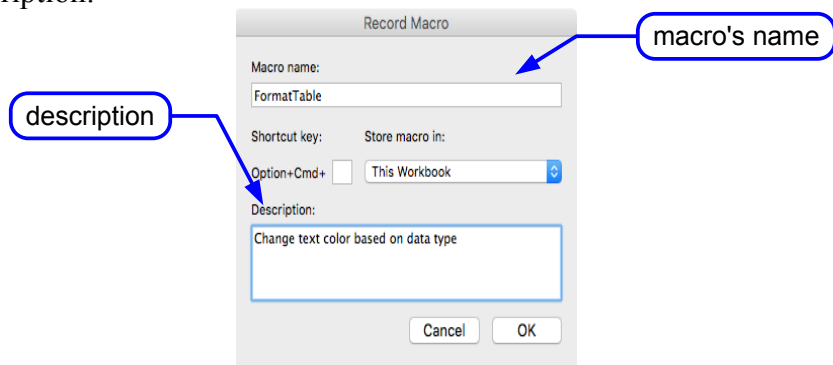 ription.
Record Macro
macro's name
Macro name:
FormatTable
description
Shortcut key: Store macro in:
Option+Cmd+ This Workbook
Description:
Change text color based on data type
Cancel OK